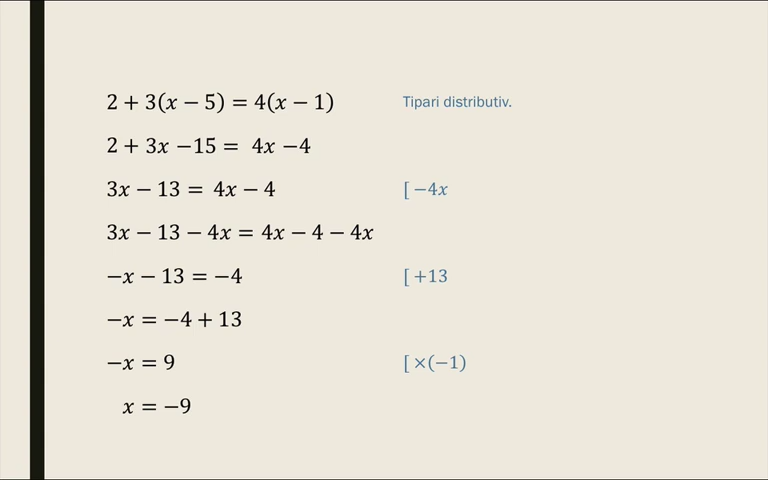 2 + 3(x − 5) = 4(x − 1) Tipari distributiv.
2 + 3x −15 = 4x −4
3x − 13 = 4x − 4 [ −4x
3x − 13 − 4x = 4x − 4 − 4x
−x − 13 = −4 [ +13
−x = −4 + 13
−x = 9 [ ×(−1)
x = −9